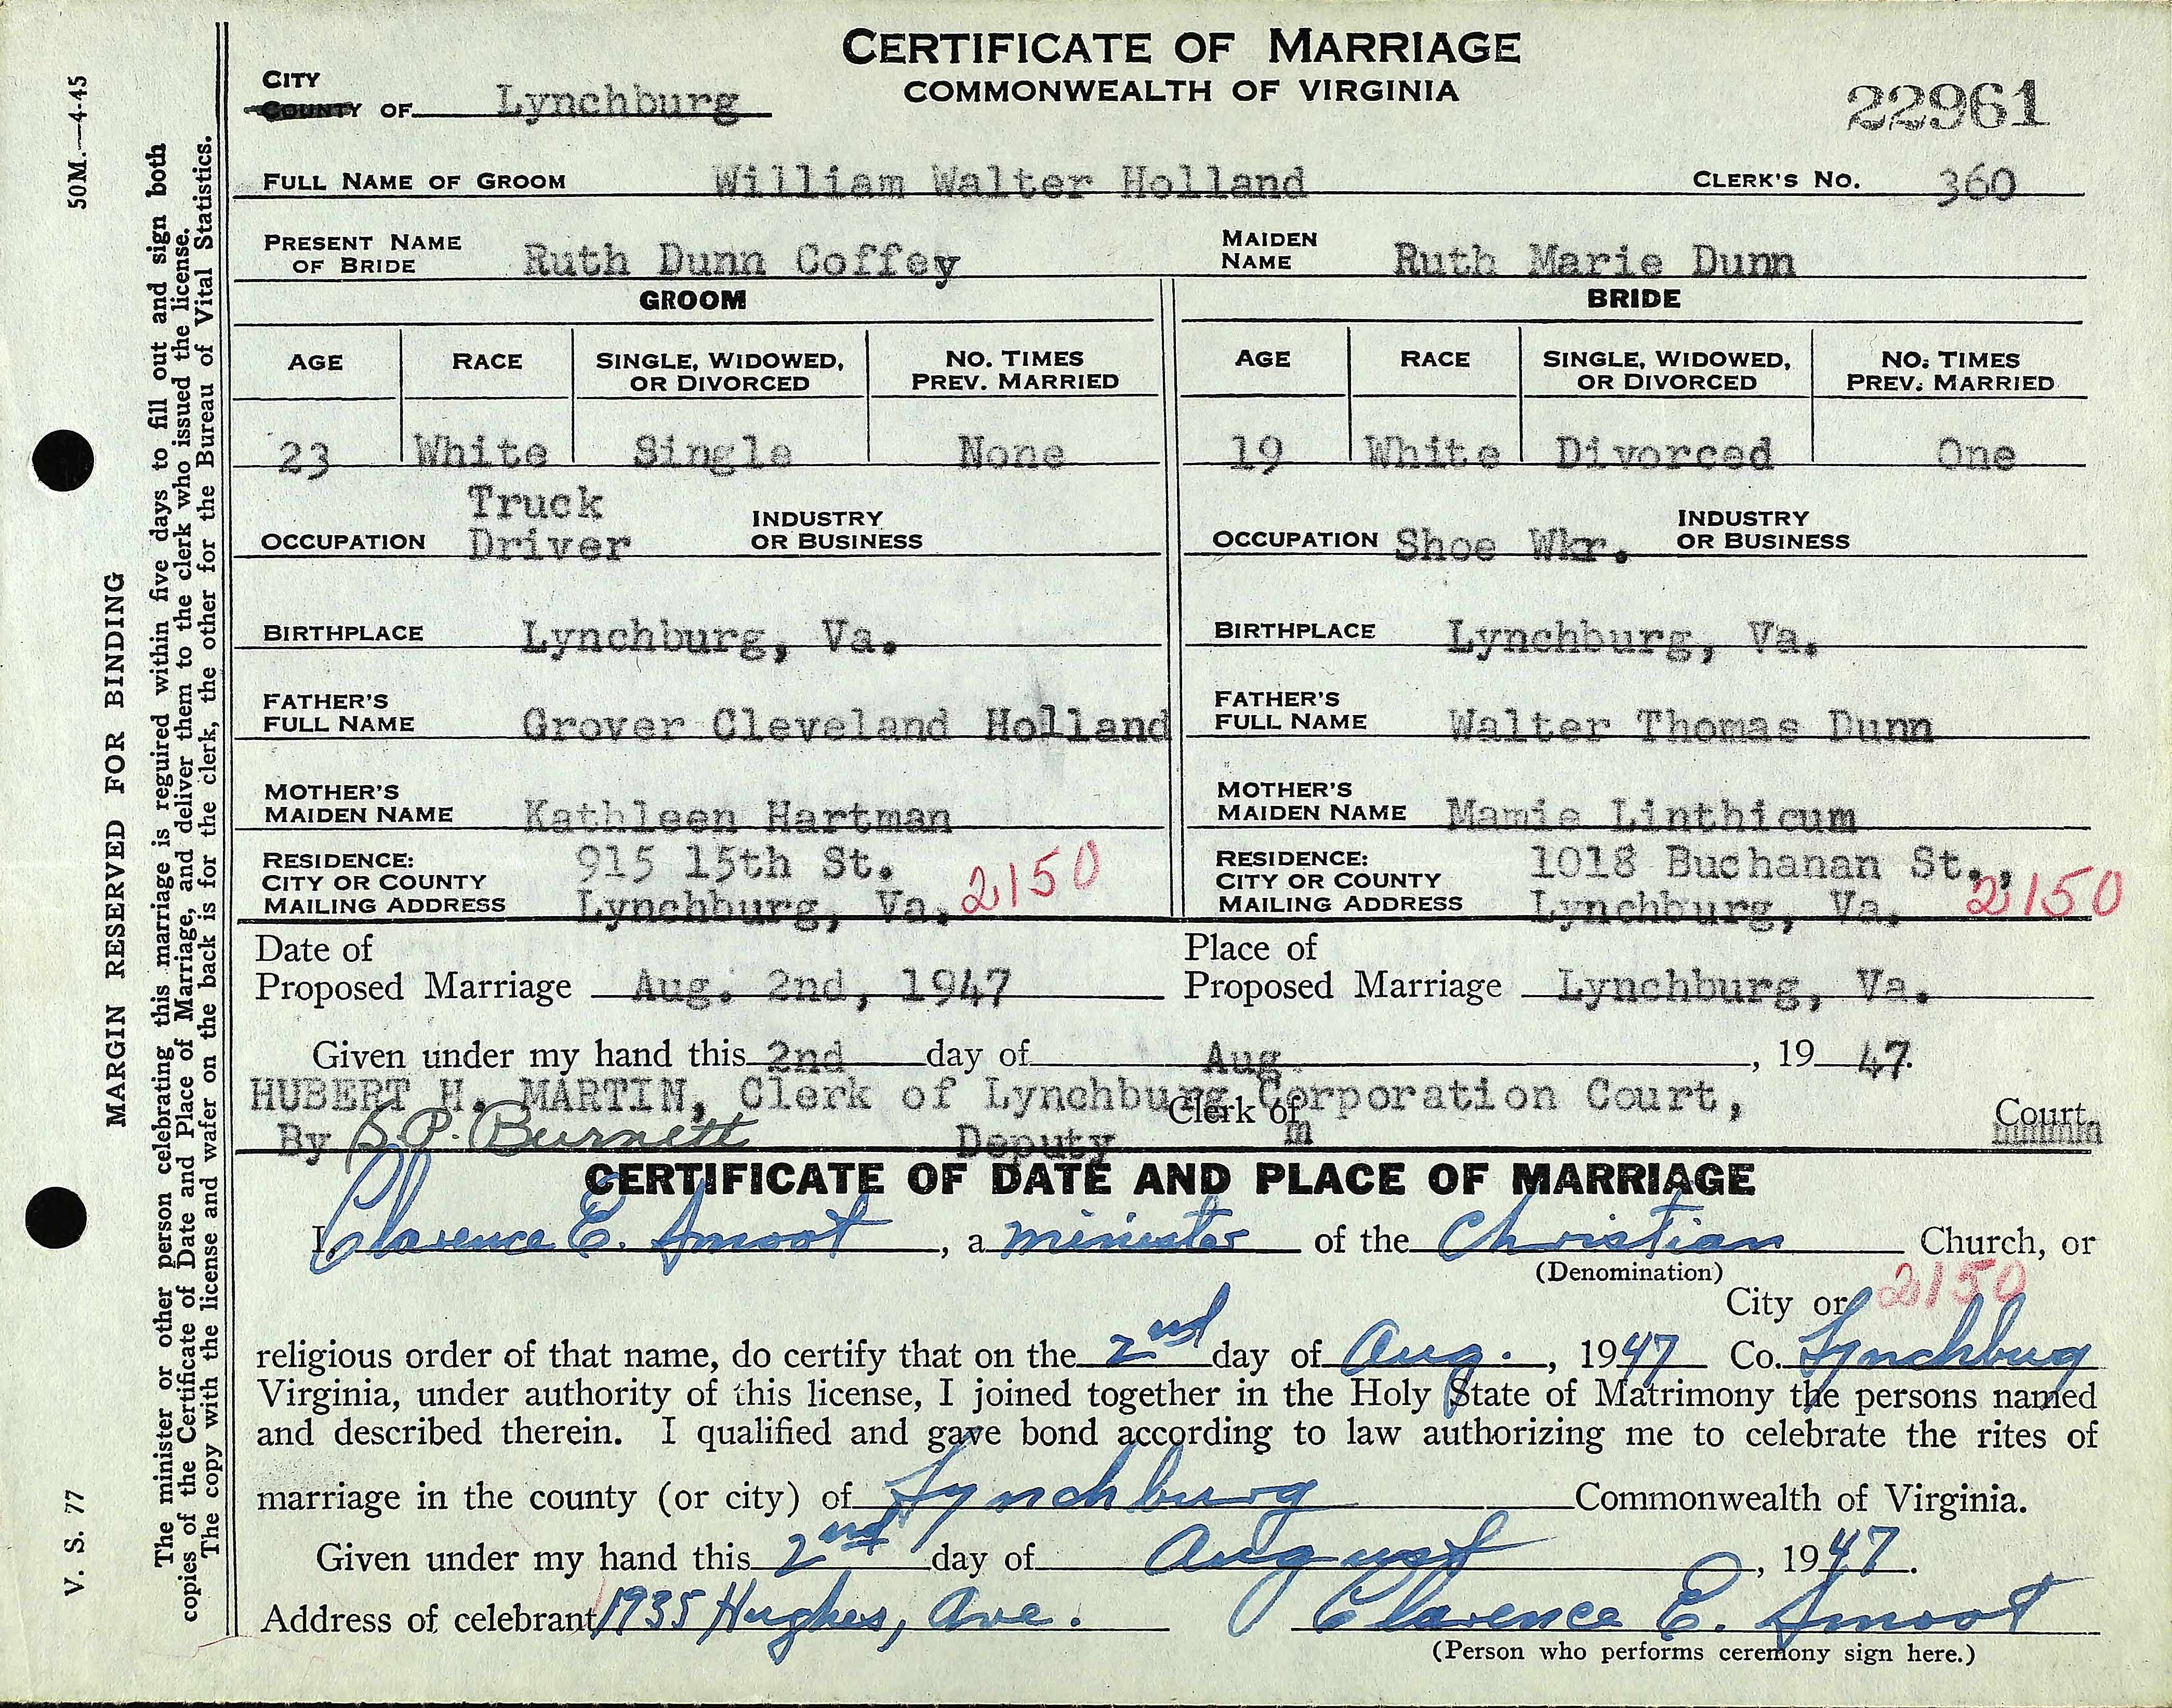 CERTIFICATE OF MARRIAGE
COMMONWEALTH OF VIRGINIA
CITY
COUNTY OF Lynchburg
22961
FULL NAME OF GROOM William Walter Holland CLERK'S NO. 360
PRESENT NAME OF BRIDE Ruth Dunn Coffey MAIDEN NAME Ruth Marie Dunn
GROOM BRIDE
AGE RACE SINGLE, WIDOWED, OR DIVORCED NO. TIMES PREV. MARRIED AGE RACE SINGLE, WIDOWED, OR DIVORCED NO. TIMES PREV. MARRIED
23 White Single None 19 White Divorced One
OCCUPATION Truck Driver INDUSTRY OR BUSINESS OCCUPATION Shoe Wkr. INDUSTRY OR BUSINESS
BIRTHPLACE Lynchburg, Va. BIRTHPLACE Lynchburg, Va.
FATHER'S FULL NAME Grover Cleveland Holland FATHER'S FULL NAME Walter Thomas Dunn
MOTHER'S MAIDEN NAME Kathleen Hartman MOTHER'S MAIDEN NAME Mamie Linthicum
RESIDENCE: CITY OR COUNTY MAILING ADDRESS 915 15th St. Lynchburg, Va. 2150 RESIDENCE: CITY OR COUNTY MAILING ADDRESS 1018 Buchanan St., Lynchburg, Va. 2150
Date of Proposed Marriage Aug. 2nd, 1947 Place of Proposed Marriage Lynchburg, Va.
Given under my hand this 2nd day of Aug. , 19 47.
HUBERT H. MARTIN, Clerk of Lynchburg Corporation Court,
Clerk of Court.
By S.P. Burnett Deputy
CERTIFICATE OF DATE AND PLACE OF MARRIAGE
I, Clarence E. Smoot, a minister of the Christian Church, or
(Denomination)
City or 2150
religious order of that name, do certify that on the 2nd day of Aug. , 1947 Co. Lynchburg
Virginia, under authority of this license, I joined together in the Holy State of Matrimony the persons named
and described therein. I qualified and gave bond according to law authorizing me to celebrate the rites of
marriage in the county (or city) of Lynchburg Commonwealth of Virginia.
Given under my hand this 2nd day of August , 1947.
Address of celebrant 1935 Hughes, Ave. Clarence E. Smoot
(Person who performs ceremony sign here.)
50M.—4-45
V. S. 77
MARGIN RESERVED FOR BINDING
The minister or other person celebrating this marriage is reguired within five days to fill out and sign both
copies of the Certificate of Date and Place of Marriage, and deliver them to the clerk who issued the license.
The copy with the license and wafer on the back is for the clerk, the other for the Bureau of Vital Statistics.